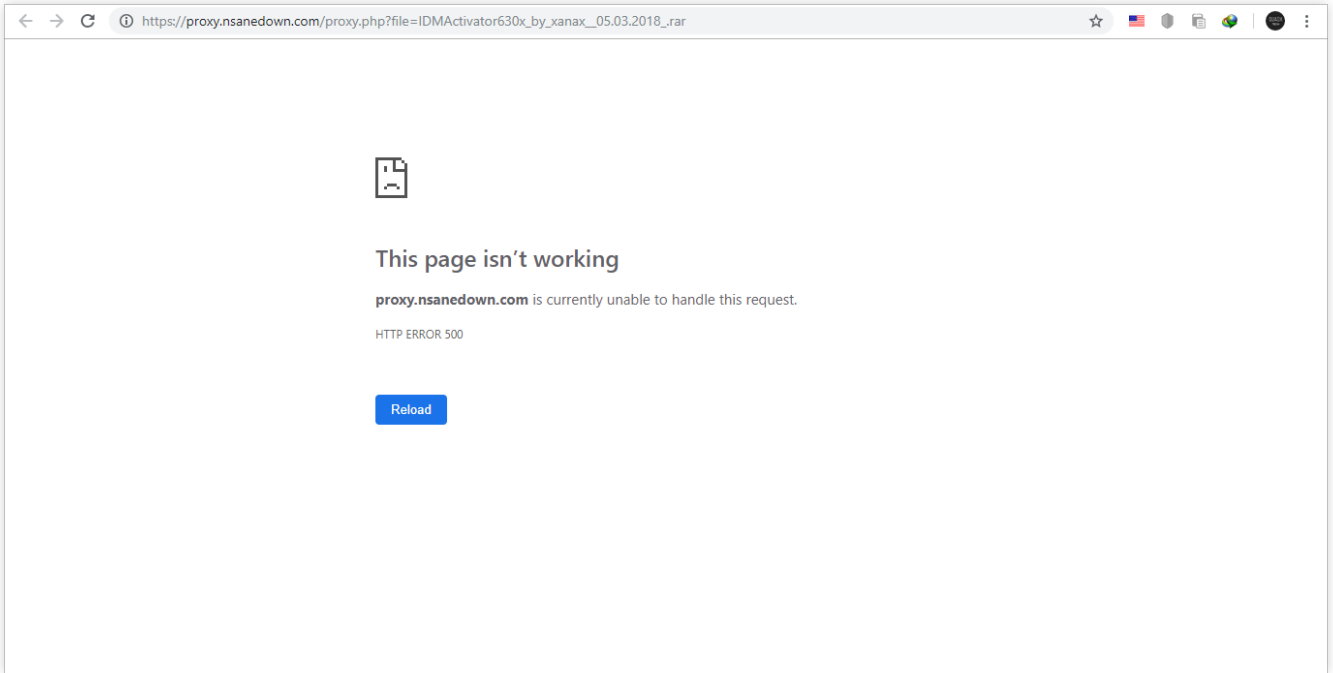 https://proxy.nsanedown.com/proxy.php?file=IDMActivator630x_by_xanax__05.03.2018_.rar
This page isn’t working
proxy.nsanedown.com is currently unable to handle this request.
HTTP ERROR 500
Reload